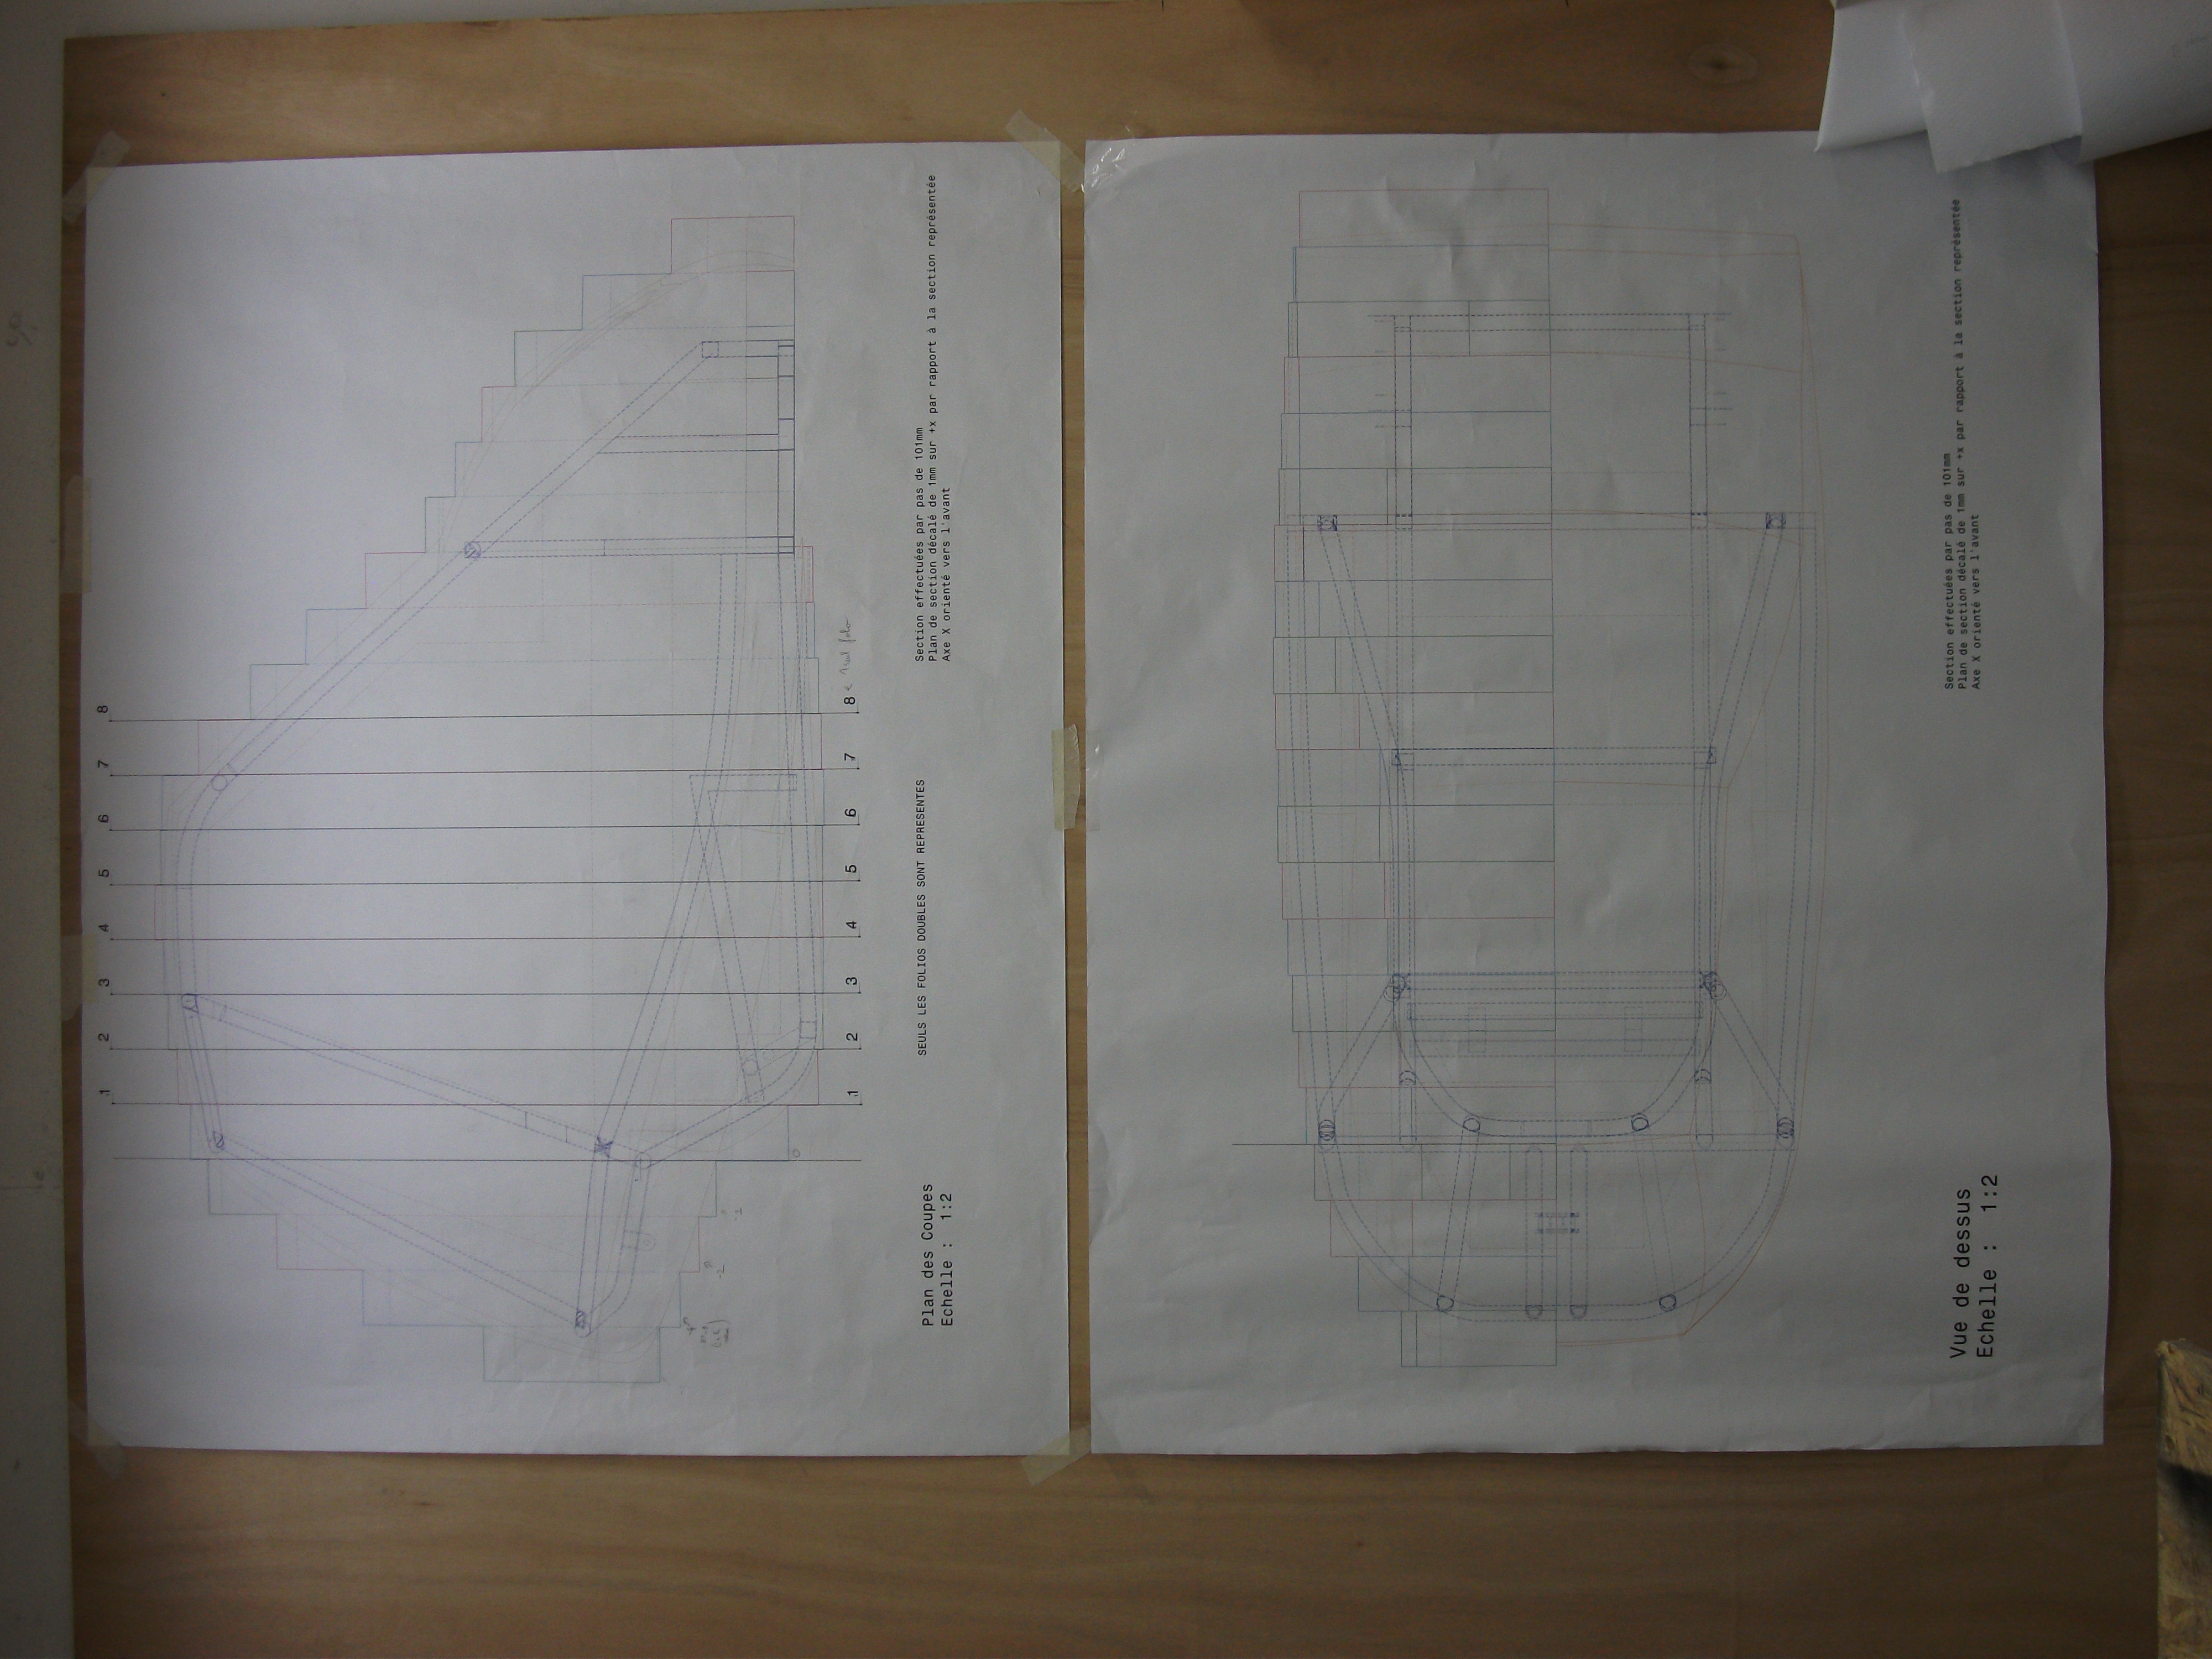 8
7
6
5
4
3
2
1
8
7
6
5
4
3
2
1
0
-1
-2
Section effectuées par pas de 101mm
Plan de section décalé de 1mm sur +x par rapport à la section représentée
Axe X orienté vers l'avant
SEULS LES FOLIOS DOUBLES SONT REPRESENTES
Plan des Coupes
Echelle : 1:2
Section effectuées par pas de 101mm
Plan de section décalé de 1mm sur +x par rapport à la section représentée
Axe X orienté vers l'avant
Vue de dessus
Echelle : 1:2